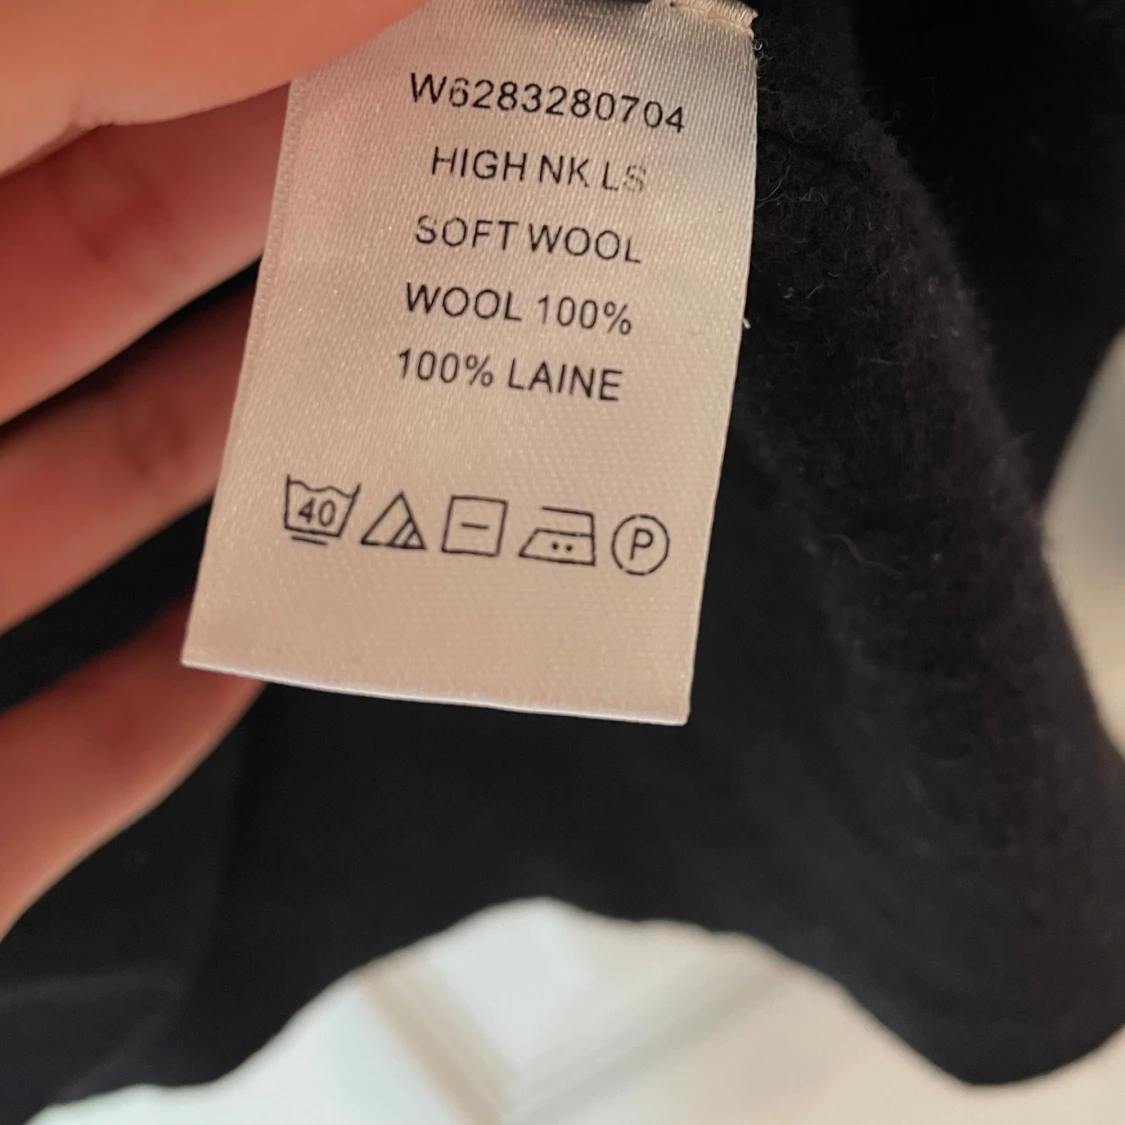 W6283280704
HIGH NK LS
SOFT WOOL
WOOL 100%
100% LAINE
40 P